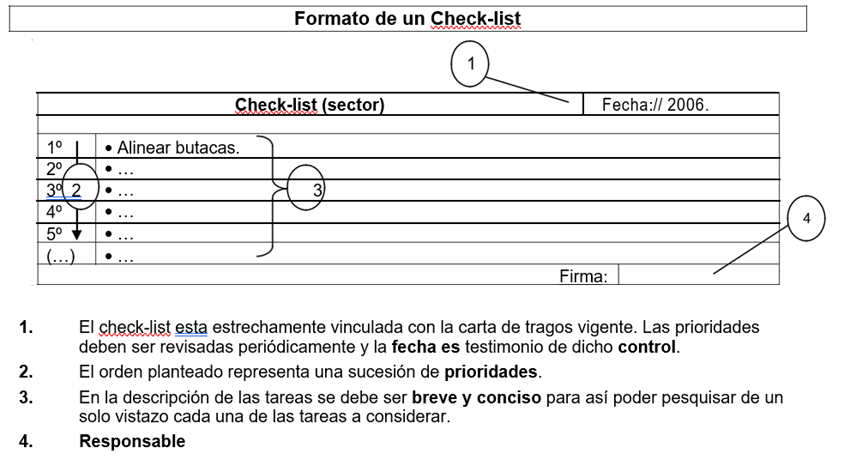 Formato de un Check-list
1
Check-list (sector) Fecha:// 2006.
1º • Alinear butacas.
2º • …
3º 2 • … 3
4º • …
4
5º • …
(…) • …
Firma:
1. El check-list esta estrechamente vinculada con la carta de tragos vigente. Las prioridades
deben ser revisadas periódicamente y la fecha es testimonio de dicho control.
2. El orden planteado representa una sucesión de prioridades.
3. En la descripción de las tareas se debe ser breve y conciso para así poder pesquisar de un
solo vistazo cada una de las tareas a considerar.
4. Responsable